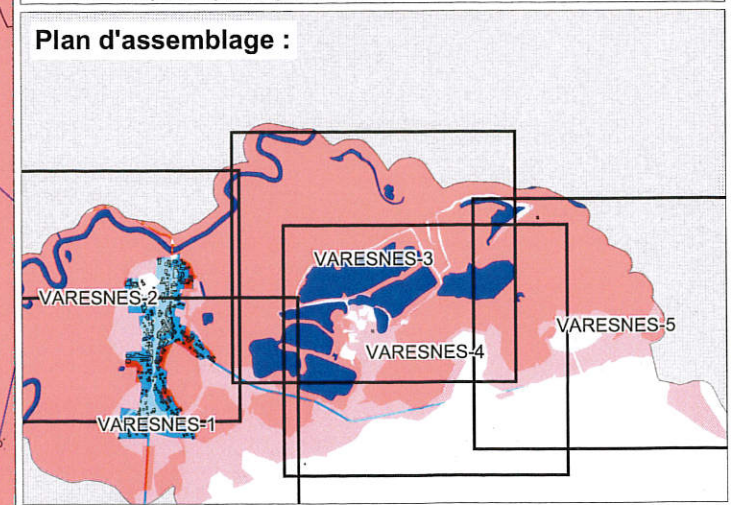 Plan d'assemblage :
VARESNES-3
VARESNES-2
VARESNES-5
VARESNES-4
VARESNES-1